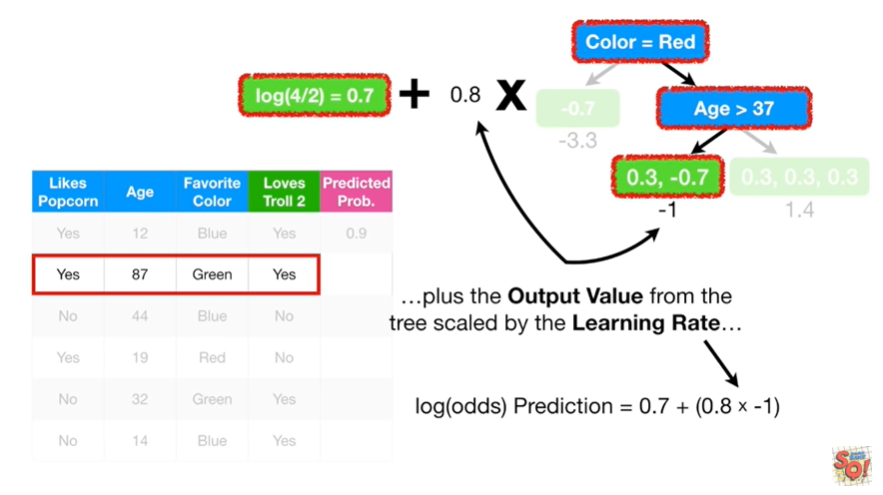 Color = Red
log(4/2) = 0.7 + 0.8 X
-0.7
Age > 37
-3.3
0.3, -0.7 0.3, 0.3, 0.3
-1 1.4
Likes Popcorn Age Favorite Color Loves Troll 2 Predicted Prob.
Yes 12 Blue Yes 0.9
Yes 87 Green Yes
No 44 Blue No
Yes 19 Red No
No 32 Green Yes
No 14 Blue Yes
…plus the Output Value from the
tree scaled by the Learning Rate…
log(odds) Prediction = 0.7 + (0.8 × -1)
SQ!